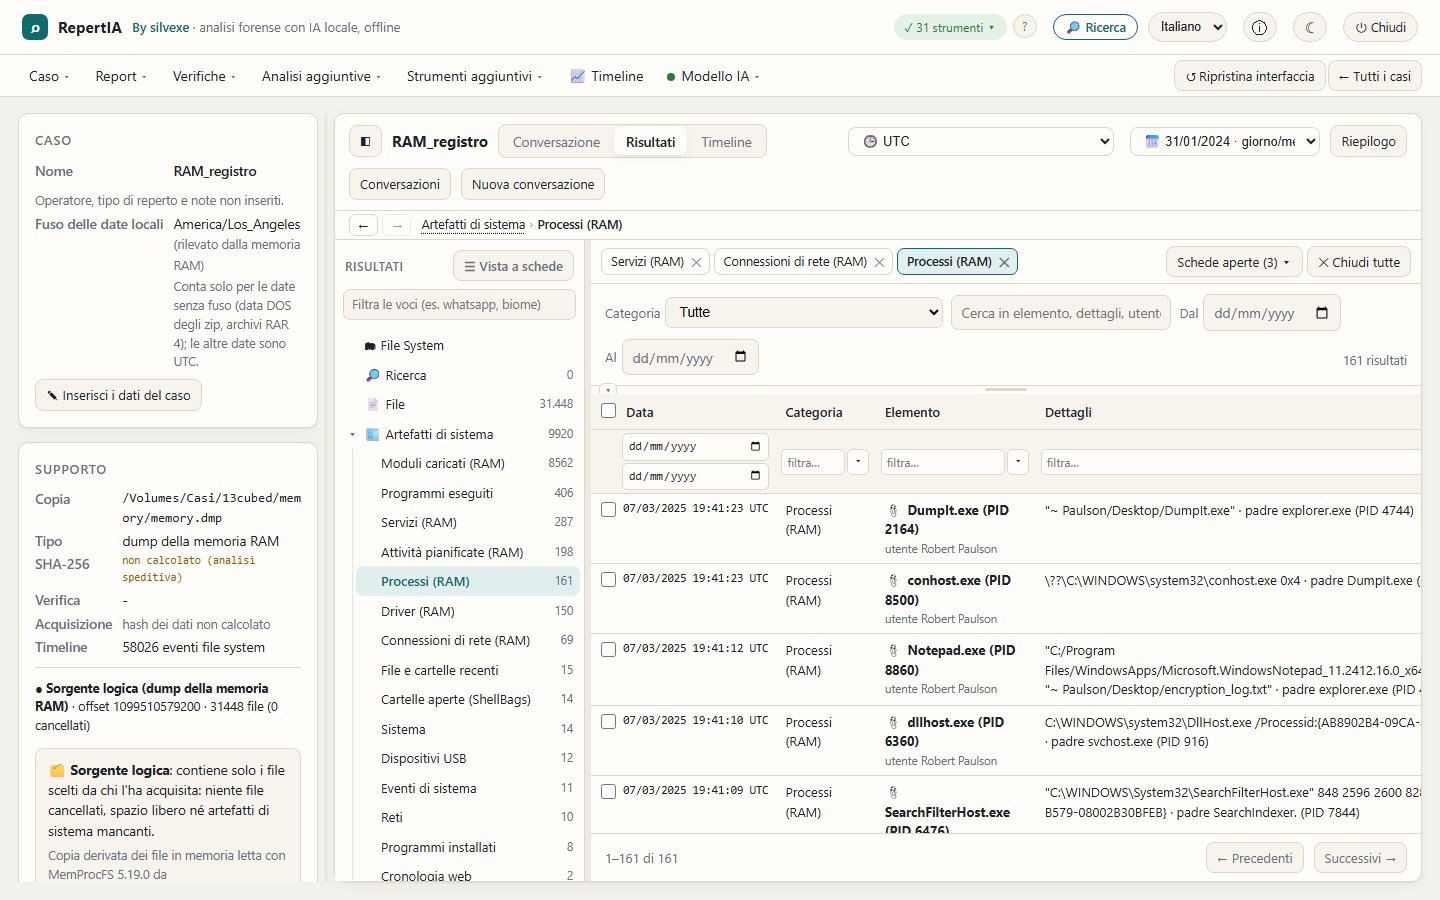 RepertIA By silvexe · analisi forense con IA locale, offline
✓ 31 strumenti ▾ ? 🔎 Ricerca Italiano ⓘ ☾ ⏻ Chiudi
Caso Report Verifiche Analisi aggiuntive Strumenti aggiuntivi 📈 Timeline ● Modello IA
↺ Ripristina interfaccia ← Tutti i casi
CASO
Nome RAM_registro
Operatore, tipo di reperto e note non inseriti.
Fuso delle date locali America/Los_Angeles
(rilevato dalla memoria
RAM)
Conta solo per le date
senza fuso (data DOS
degli zip, archivi RAR
4); le altre date sono
UTC.
✎ Inserisci i dati del caso
SUPPORTO
Copia /Volumes/Casi/13cubed/mem
ory/memory.dmp
Tipo dump della memoria RAM
SHA-256 non calcolato (analisi
speditiva)
Verifica -
Acquisizione hash dei dati non calcolato
Timeline 58026 eventi file system
● Sorgente logica (dump della memoria
RAM) · offset 1099510579200 · 31448 file (0
cancellati)
Sorgente logica: contiene solo i file
scelti da chi l'ha acquisita: niente file
cancellati, spazio libero né artefatti di
sistema mancanti.
Copia derivata dei file in memoria letta con
MemProcFS 5.19.0 da
RAM_registro Conversazione Risultati Timeline
UTC 31/01/2024 · giorno/me Riepilogo
Conversazioni Nuova conversazione
← → Artefatti di sistema › Processi (RAM)
RISULTATI ☰ Vista a schede
Filtra le voci (es. whatsapp, biome)
File System
Ricerca 0
File 31.448
Artefatti di sistema 9920
Moduli caricati (RAM) 8562
Programmi eseguiti 406
Servizi (RAM) 287
Attività pianificate (RAM) 198
Processi (RAM) 161
Driver (RAM) 150
Connessioni di rete (RAM) 69
File e cartelle recenti 15
Cartelle aperte (ShellBags) 14
Sistema 14
Dispositivi USB 12
Eventi di sistema 11
Reti 10
Programmi installati 8
Cronologia web 2
Servizi (RAM) ✕ Connessioni di rete (RAM) ✕ Processi (RAM) ✕
Schede aperte (3) ▾ ✕ Chiudi tutte
Categoria Tutte Cerca in elemento, dettagli, utente Dal dd/mm/yyyy
Al dd/mm/yyyy 161 risultati
Data Categoria Elemento Dettagli
dd/mm/yyyy
filtra... filtra... filtra...
dd/mm/yyyy
07/03/2025 19:41:23 UTC Processi DumpIt.exe (PID "~ Paulson/Desktop/DumpIt.exe" · padre explorer.exe (PID 4744)
(RAM) 2164)
utente Robert Paulson
07/03/2025 19:41:23 UTC Processi conhost.exe (PID \??\C:\WINDOWS\system32\conhost.exe 0x4 · padre DumpIt.exe (
(RAM) 8500)
utente Robert Paulson
07/03/2025 19:41:12 UTC Processi Notepad.exe (PID "C:/Program
(RAM) 8860) Files/WindowsApps/Microsoft.WindowsNotepad_11.2412.16.0_x64
utente Robert Paulson "~ Paulson/Desktop/encryption_log.txt" · padre explorer.exe (PID 4
07/03/2025 19:41:10 UTC Processi dllhost.exe (PID C:\WINDOWS\system32\DllHost.exe /Processid:{AB8902B4-09CA-
(RAM) 6360) · padre svchost.exe (PID 916)
utente Robert Paulson
07/03/2025 19:41:09 UTC Processi "C:\WINDOWS\System32\SearchFilterHost.exe" 848 2596 2600 828
(RAM) SearchFilterHost.exe B579-08002B30BFEB} · padre SearchIndexer. (PID 7844)
(PID 6476)
1–161 di 161 ← Precedenti Successivi →